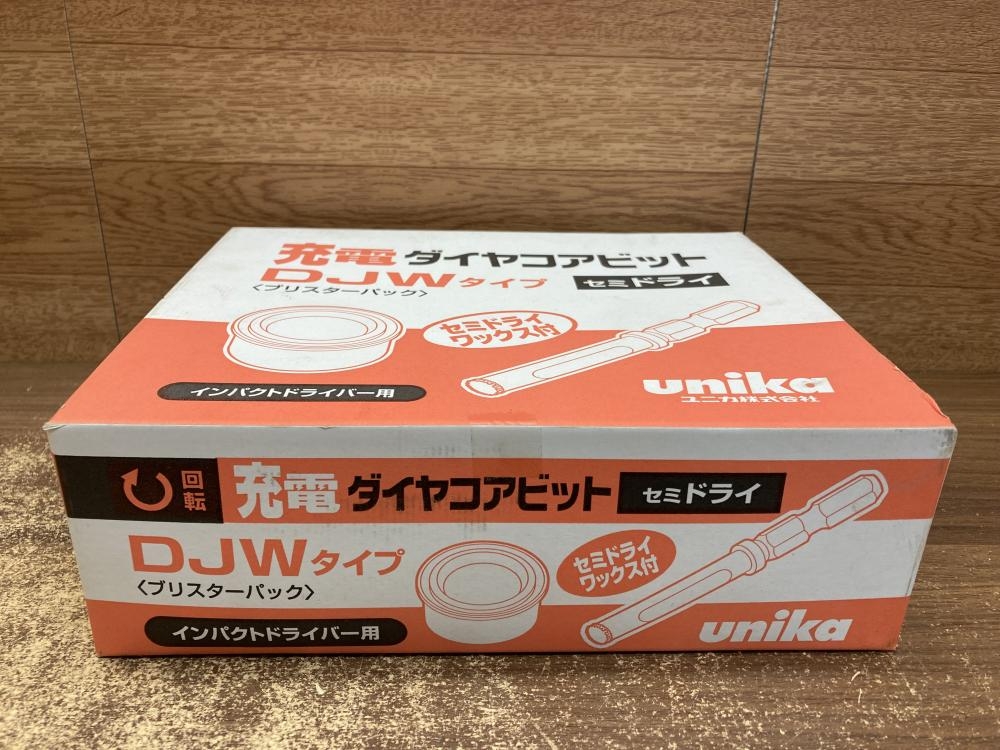 充電ダイヤコアビット
DJWタイプ セミドライ
〈ブリスターパック〉
セミドライ
ワックス付
インパクトドライバー用
unika
ユニカ株式会社
回転 充電ダイヤコアビット セミドライ
DJWタイプ
〈ブリスターパック〉
セミドライ
ワックス付
インパクトドライバー用
unika